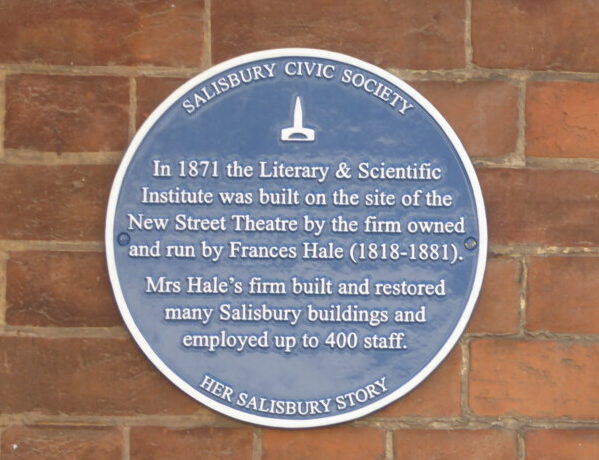 SALISBURY CIVIC SOCIETY
In 1871 the Literary & Scientific
Institute was built on the site of the
New Street Theatre by the firm owned
and run by Frances Hale (1818-1881).
Mrs Hale's firm built and restored
many Salisbury buildings and
employed up to 400 staff.
HER SALISBURY STORY